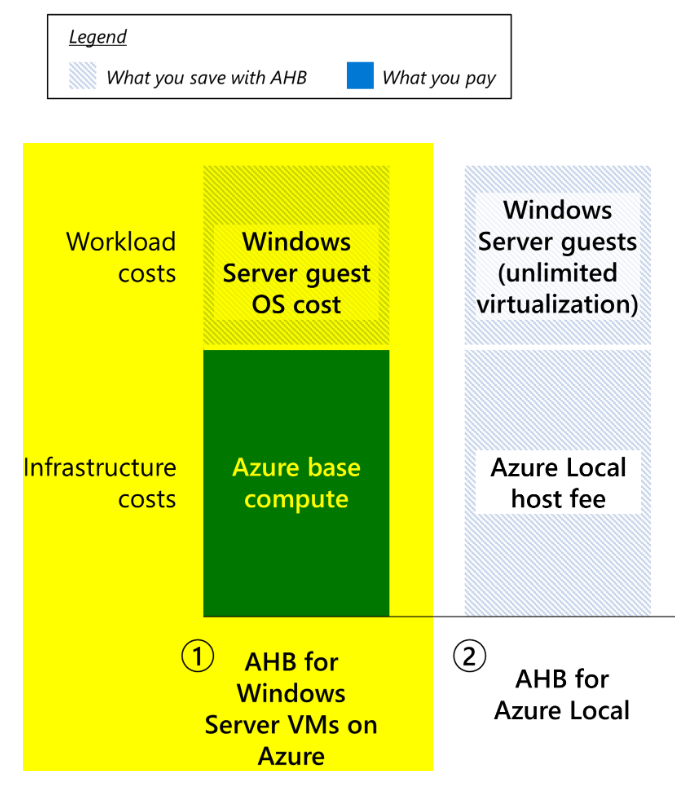 Legend
What you save with AHB
What you pay
Workload
costs
Windows
Server guest
OS cost
Windows
Server guests
(unlimited
virtualization)
Infrastructure
costs
Azure base
compute
Azure Local
host fee
1
AHB for
Windows
Server VMs on
Azure
2
AHB for
Azure Local